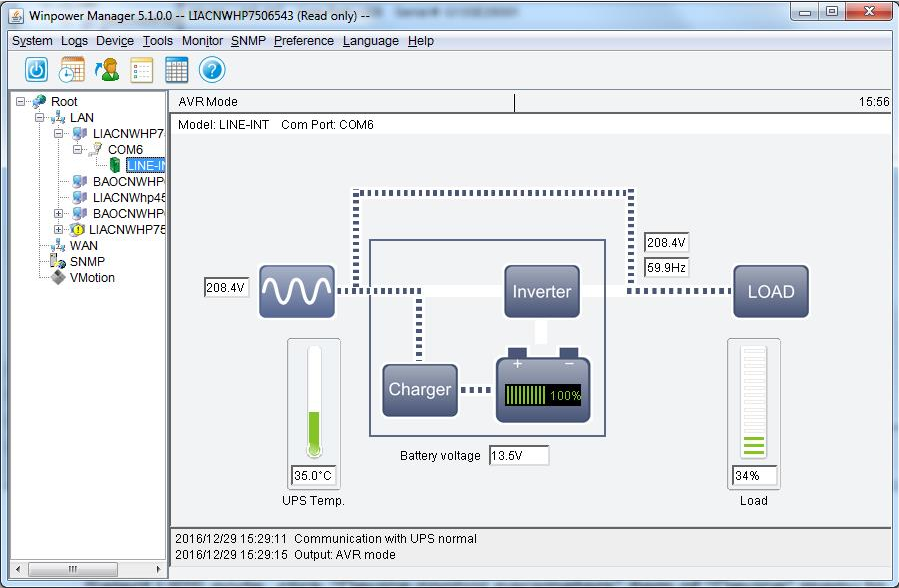 Winpower Manager 5.1.0.0 -- LIACNWHP7506543 (Read only) --
System Logs Device Tools Monitor SNMP Preference Language Help
Root
LAN
LIACNWHP7
COM6
LINE-IN
BAOCNWHP
LIACNWhp45
BAOCNWHP
LIACNWHP75
WAN
SNMP
VMotion
AVR Mode
15:56
Model: LINE-INT Com Port: COM6
208.4V
59.9Hz
208.4V
Inverter
LOAD
Charger
+ −
100%
Battery voltage 13.5V
35.0°C
UPS Temp.
34%
Load
2016/12/29 15:29:11 Communication with UPS normal
2016/12/29 15:29:15 Output: AVR mode